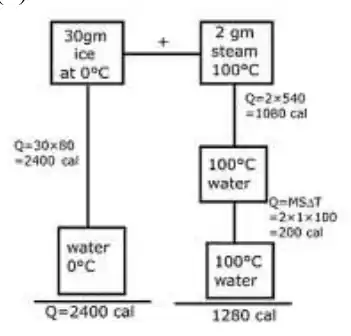 30gm
ice
at 0°C
+
2 gm
steam
100°C
Q=30×80
=2400 cal
Q=2×540
=1080 cal
100°C
water
Q=MS∆T
=2×1×100
=200 cal
water
0°C
100°C
water
Q=2400 cal
1280 cal